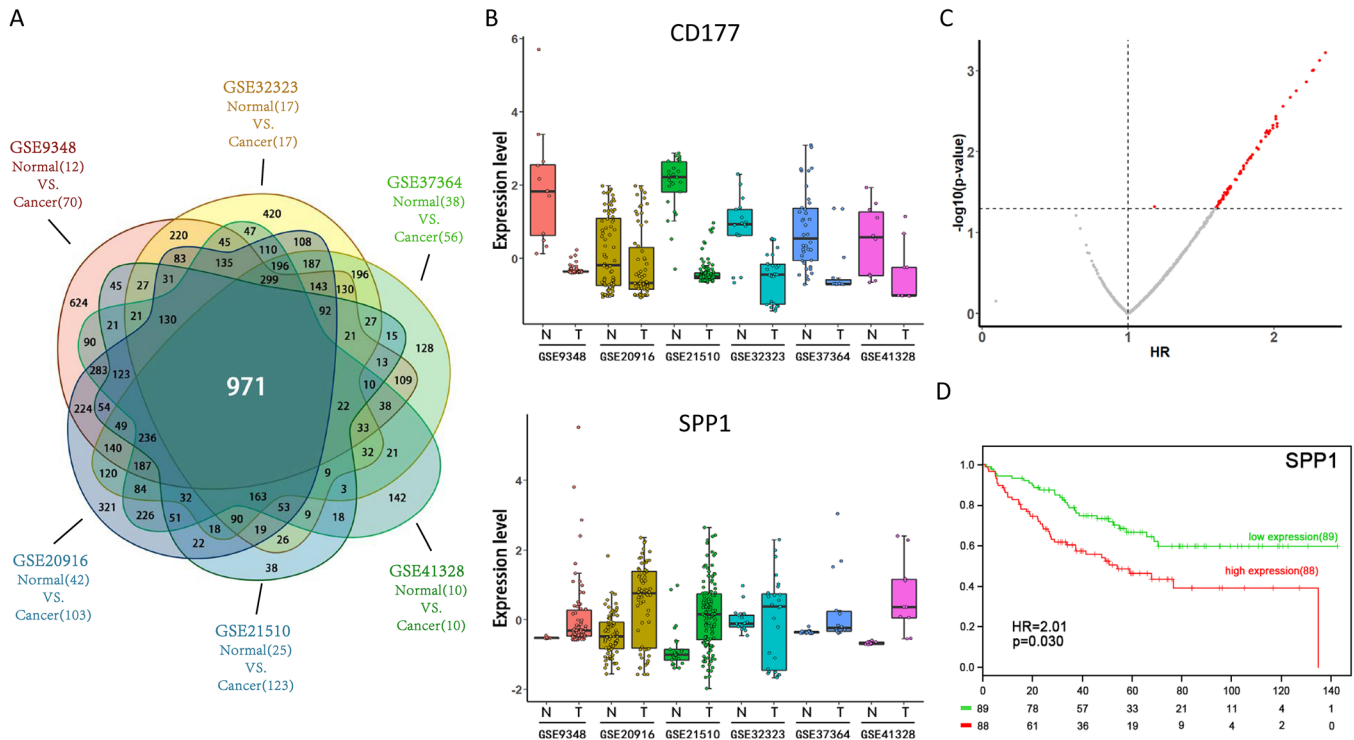 A
GSE32323
Normal(17)
VS.
Cancer(17)
GSE9348
Normal(12)
VS.
Cancer(70)
GSE37364
Normal(38)
VS.
Cancer(56)
420
220 45 47 110 108
83 135 196 187 196
31 299 143 130
45 27
624 21 21 130 92 27 15
90 21 128
283 123 13
971 10 109
224 54 22 38
49 33
140 236 32 21
120 187 9
84 32 163 3 142
321 226 51 18 90 53 9 18
22 19 26
38
GSE20916
Normal(42)
VS.
Cancer(103)
GSE21510
Normal(25)
VS.
Cancer(123)
GSE41328
Normal(10)
VS.
Cancer(10)
B
CD177
Expression level
6
4
2
0
N T N T N T N T N T N T
GSE9348 GSE20916 GSE21510 GSE32323 GSE37364 GSE41328
SPP1
Expression level
4
2
0
-2
N T N T N T N T N T N T
GSE9348 GSE20916 GSE21510 GSE32323 GSE37364 GSE41328
C
-log10(p-value)
3
2
1
0
0 1 2
HR
D
SPP1
1.0
0.8
0.6
0.4
0.2
0.0
low expression(89)
high expression(88)
HR=2.01
p=0.030
0 20 40 60 80 100 120 140
89 78 57 33 21 11 4 1
88 61 36 19 9 4 2 0